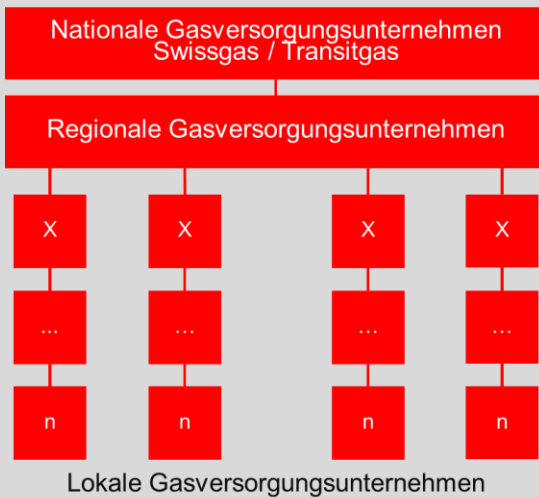 Nationale Gasversorgungsunternehmen
Swissgas / Transitgas
Regionale Gasversorgungsunternehmen
X X X X
... ... ... ...
n n n n
Lokale Gasversorgungsunternehmen